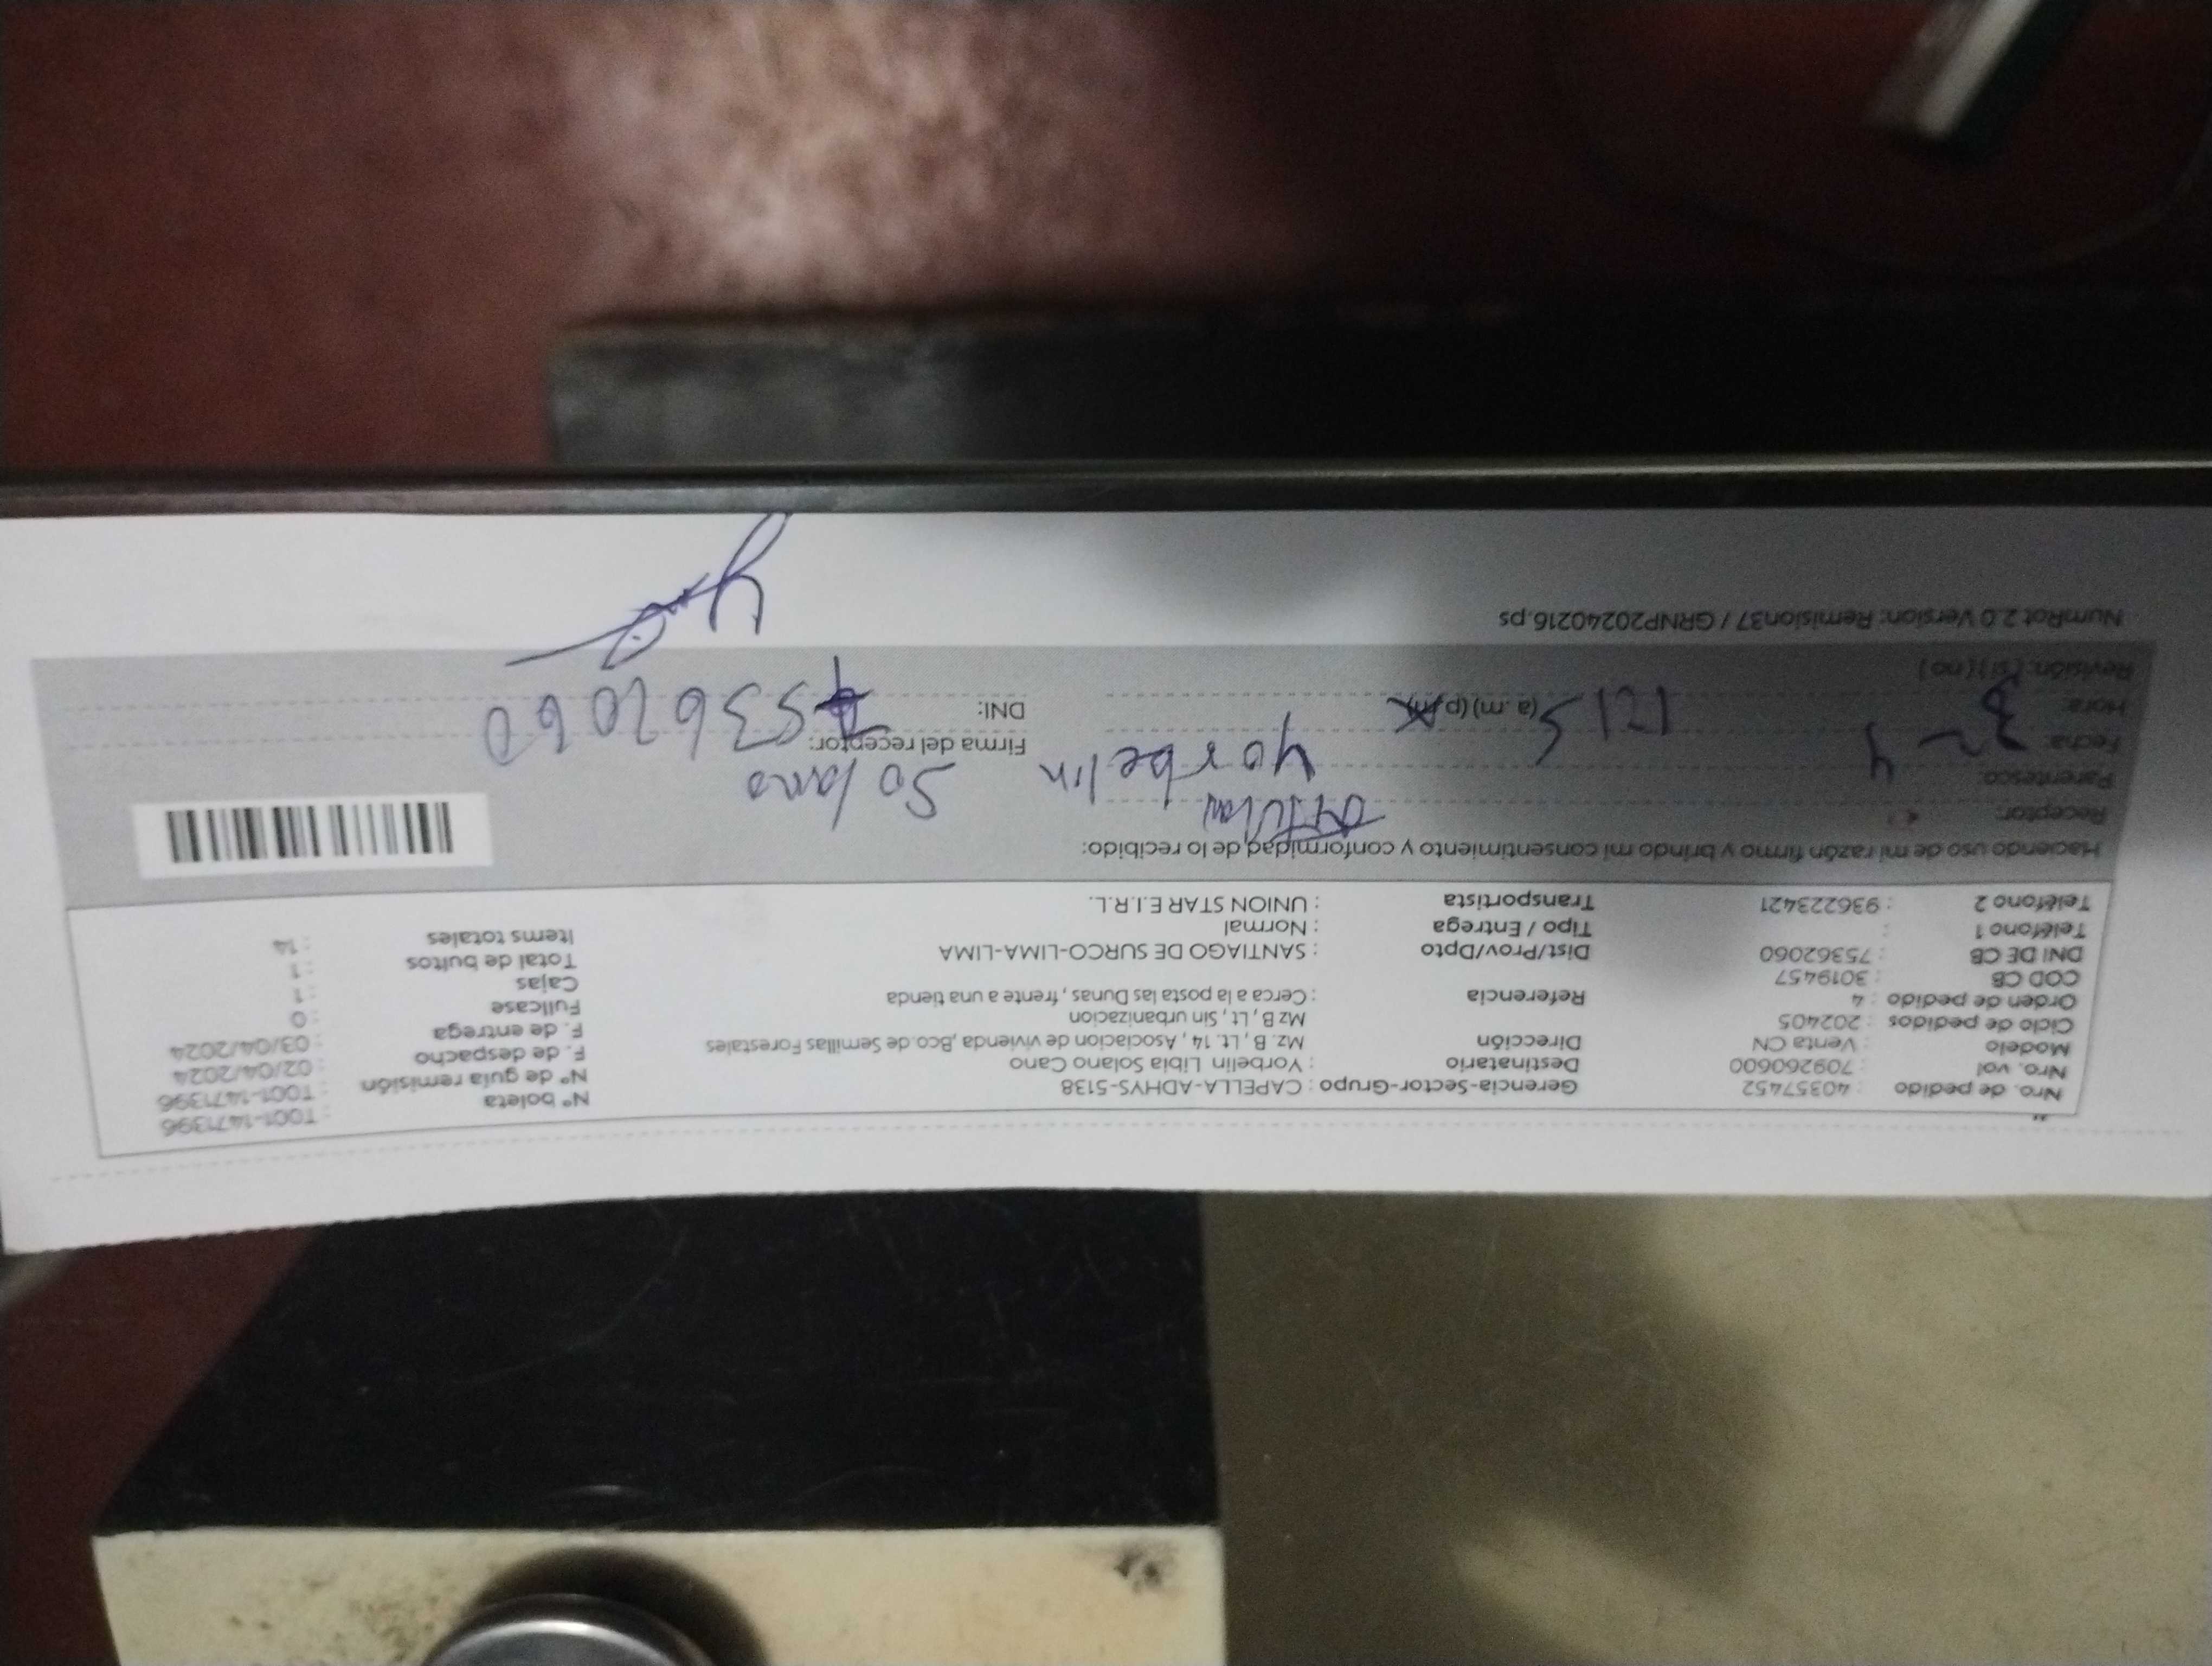 Nro. de pedido : 40357452 Gerencia-Sector-Grupo : CAPELLA-ADHYS-5138 N° boleta : T001-1471396
Nro. vol : 709260600 Destinatario : Yorbelin Libia Solano Cano N° de guía remisión : T001-1471396
Modelo : Venta CN Dirección : Mz. B , Lt. 14 , Asociacion de vivienda ,Bco.de Semillas Forestales F. de despacho : 02/04/2024
Ciclo de pedidos : 202405 Mz B , Lt , Sin urbanizacion F. de entrega : 03/04/2024
Orden de pedido : 4 Referencia : Cerca a la posta las Dunas , frente a una tienda Fullcase : 0
COD CB : 3019457 Cajas : 1
DNI DE CB : 75362060 Dist/Prov/Dpto : SANTIAGO DE SURCO-LIMA-LIMA Total de bultos : 1
Teléfono 1 : Tipo / Entrega : Normal Items totales : 14
Teléfono 2 : 936223421 Transportista : UNION STAR E.I.R.L.
Haciendo uso de mi razón firmo y brindo mi consentimiento y conformidad de lo recibido:
Receptor: yorbelin Solano
Parentesco:
Fecha: 3-4 Firma del receptor:
Hora: 1215 (a. m) (p. m) DNI: 75362060
Revisión: ( si ) ( no )
NumRot 2.0 Version: Remision37 / GRNP20240216.ps